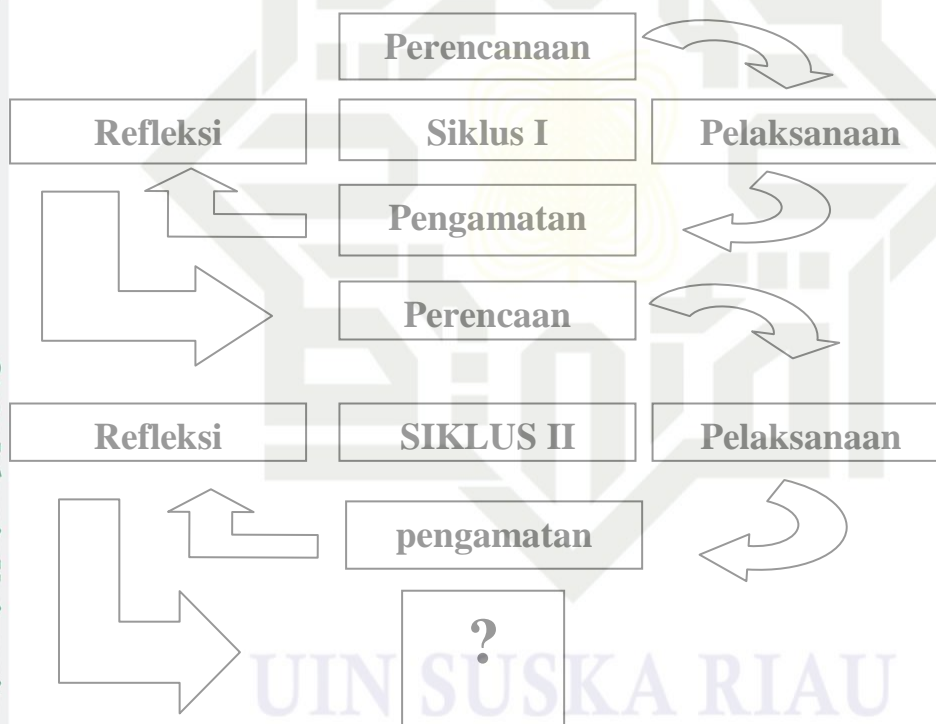 Perencanaan
Refleksi
Siklus I
Pelaksanaan
Pengamatan
Perencaan
Refleksi
SIKLUS II
Pelaksanaan
pengamatan
?
UIN SUSKA RIAU